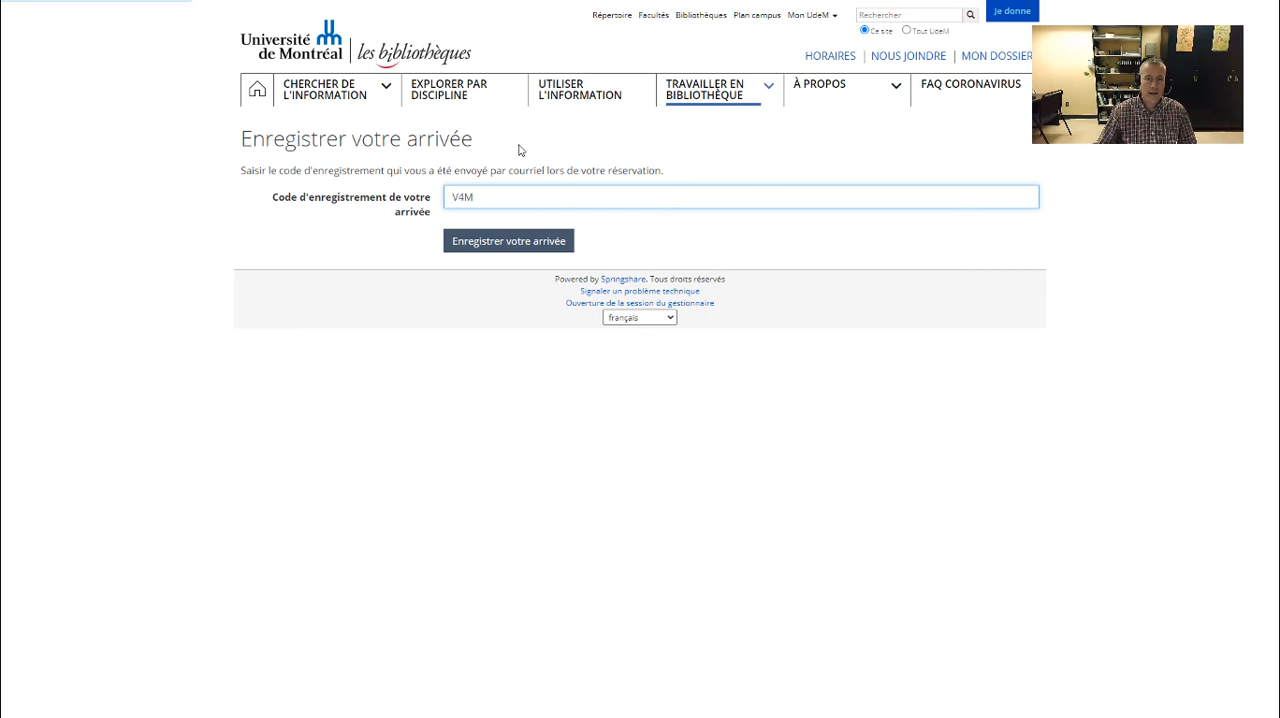 Répertoire Facultés Bibliothèques Plan campus Mon UdeM Rechercher Je donne
Ce site Tout UdeM
Université de Montréal les bibliothèques
HORAIRES NOUS JOINDRE MON DOSSIER
CHERCHER DE L'INFORMATION
EXPLORER PAR DISCIPLINE
UTILISER L'INFORMATION
TRAVAILLER EN BIBLIOTHÈQUE
À PROPOS
FAQ CORONAVIRUS
Enregistrer votre arrivée
Saisir le code d'enregistrement qui vous a été envoyé par courriel lors de votre réservation.
Code d'enregistrement de votre arrivée
V4M
Enregistrer votre arrivée
Powered by Springshare. Tous droits réservés
Signaler un problème technique
Ouverture de la session du gestionnaire
français